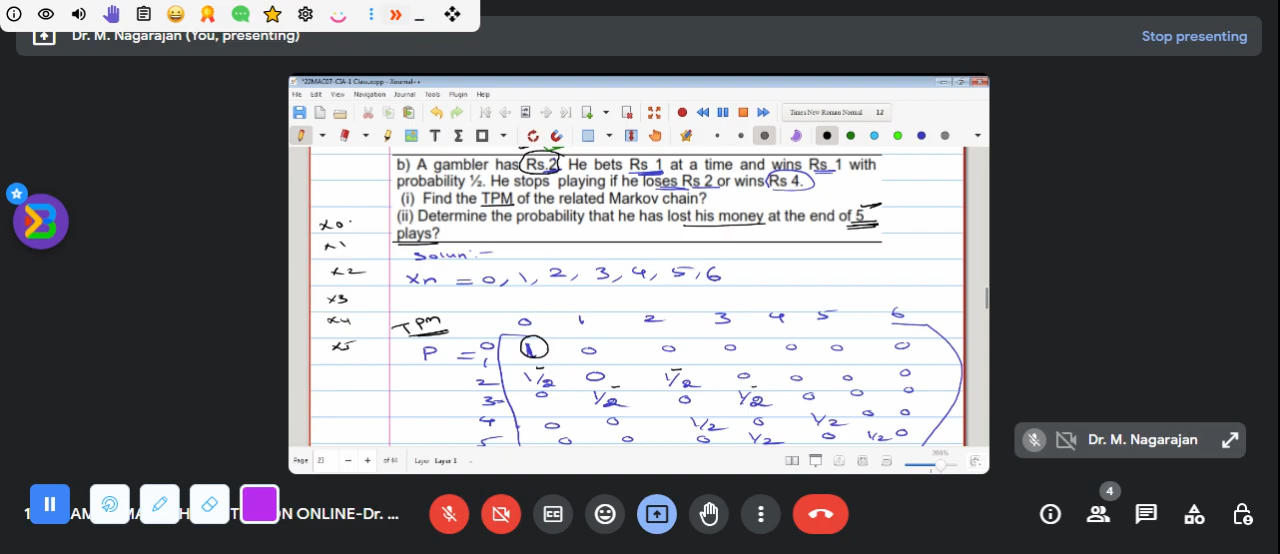 Dr. M. Nagarajan (You, presenting)
Stop presenting
*22MAC07-CIA-1 Class.xopp - Xournal++
File Edit View Navigation Journal Tools Plugin Help
Times New Roman Normal 12
b) A gambler has Rs.2. He bets Rs 1 at a time and wins Rs 1 with
probability ½. He stops playing if he loses Rs 2 or wins Rs 4.
(i) Find the TPM of the related Markov chain?
(ii) Determine the probability that he has lost his money at the end of 5
plays?
x0
x1
x2
x3
x4
x5
Solun:-
Xn = 0, 1, 2, 3, 4, 5, 6
TPM
0 1 2 3 4 5 6
P = 0 1 0 0 0 0 0 0
1 1/2 0 1/2 0 0 0 0
2 0 1/2 0 1/2 0 0 0
3 0 0 1/2 0 1/2 0 0
4 0 0 0 1/2 0 1/2 0
5
Page 23 of 44 Layer Layer 1
200%
Dr. M. Nagarajan
4
ON ONLINE-Dr. ...